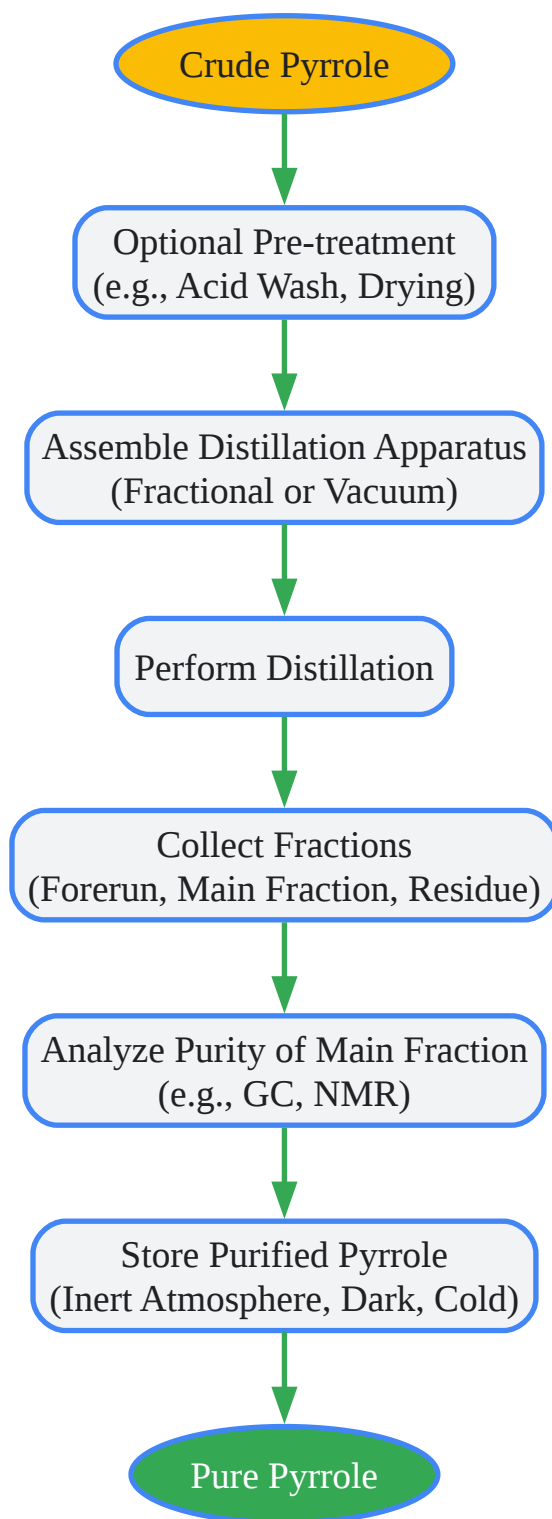 Crude Pyrrole
Optional Pre-treatment
(e.g., Acid Wash, Drying)
Assemble Distillation Apparatus
(Fractional or Vacuum)
Perform Distillation
Collect Fractions
(Forerun, Main Fraction, Residue)
Analyze Purity of Main Fraction
(e.g., GC, NMR)
Store Purified Pyrrole
(Inert Atmosphere, Dark, Cold)
Pure Pyrrole